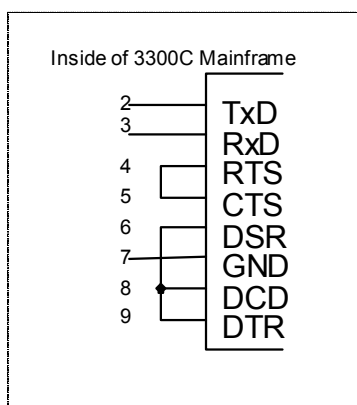 Inside of 3300C Mainframe
2 TxD
3 RxD
4 RTS
5 CTS
6 DSR
7 GND
8 DCD
9 DTR